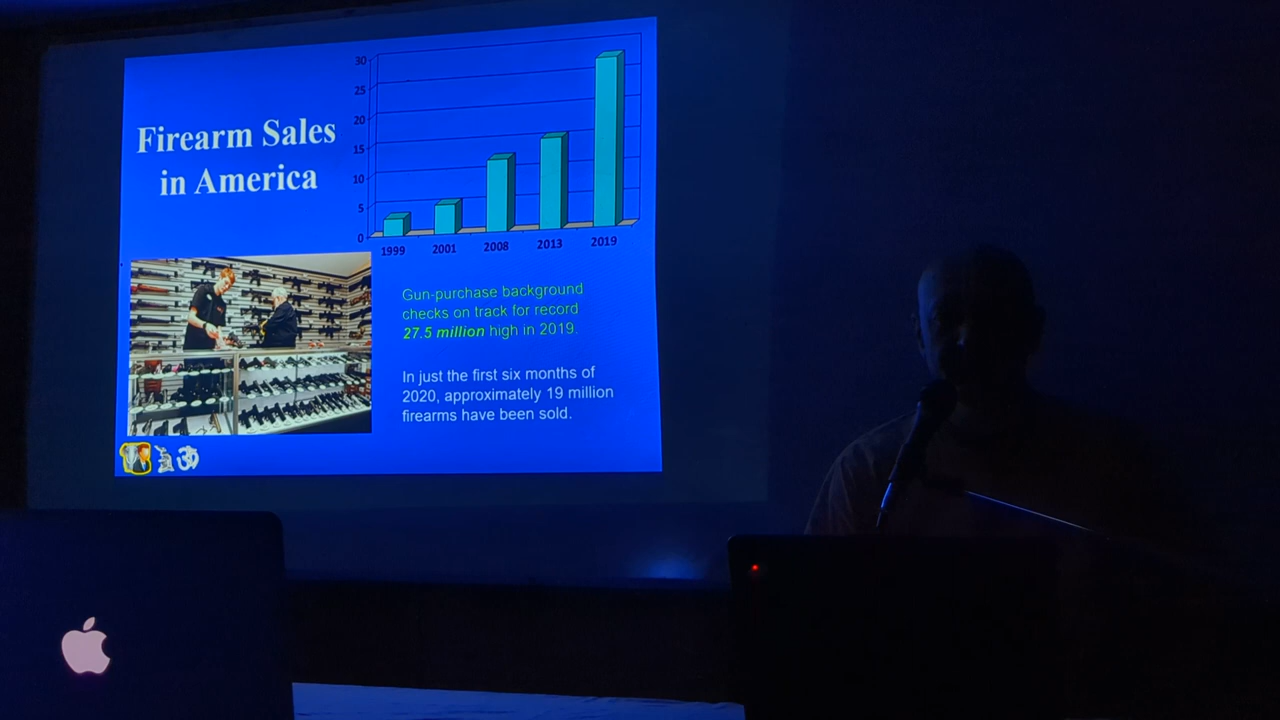 Firearm Sales
in America
30
25
20
15
10
5
0
1999 2001 2008 2013 2019
Gun-purchase background
checks on track for record
27.5 million high in 2019.
In just the first six months of
2020, approximately 19 million
firearms have been sold.
ॐ